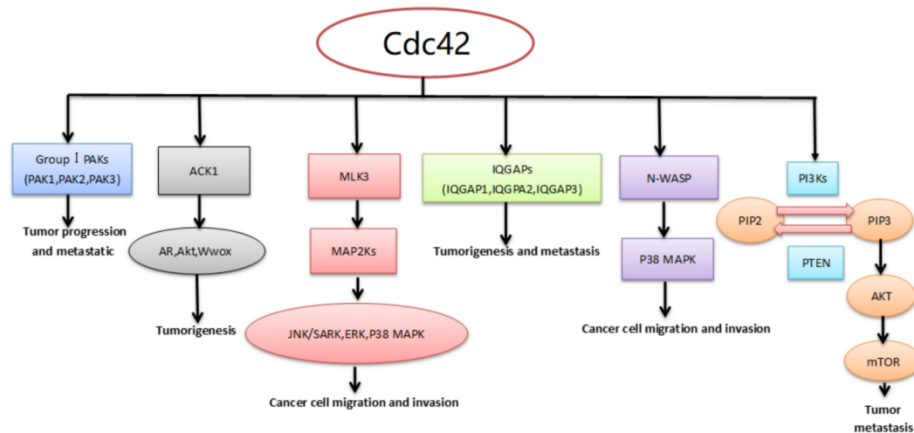 Cdc42
Group I PAKs
(PAK1,PAK2,PAK3)
Tumor progression
and metastatic
ACK1
AR,Akt,Wwox
Tumorigenesis
MLK3
MAP2Ks
JNK/SARK,ERK,P38 MAPK
Cancer cell migration and invasion
IQGAPs
(IQGAP1,IQGPA2,IQGAP3)
Tumorigenesis and metastasis
N-WASP
P38 MAPK
Cancer cell migration and invasion
PI3Ks
PIP2
PIP3
PTEN
AKT
mTOR
Tumor
metastasis